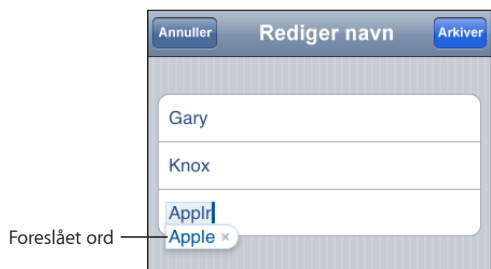 Annuller Rediger navn Arkiver
Gary
Knox
Applr
Foreslået ord Apple ×